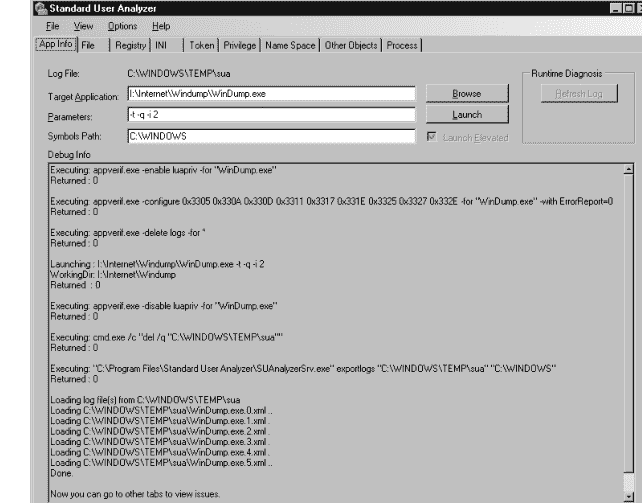 Standard User Analyzer
File View Options Help
App Info File Registry INI Token Privilege Name Space Other Objects Process
Log File: C:\WINDOWS\TEMP\sua
Runtime Diagnosis
Target Application: I:\Internet\Windump\WinDump.exe Browse Refresh Log
Parameters: -t -q -i 2 Launch
Symbols Path: C:\WINDOWS Launch Elevated
Debug Info
Executing: appverif.exe -enable luapriv -for "WinDump.exe"
Returned : 0
Executing: appverif.exe -configure 0x3305 0x330A 0x330D 0x3311 0x3317 0x331E 0x3325 0x3327 0x332E -for "WinDump.exe" -with ErrorReport=0
Returned : 0
Executing: appverif.exe -delete logs -for *
Returned : 0
Launching : I:\Internet\Windump\WinDump.exe -t -q -i 2
WorkingDir: I:\Internet\Windump
Returned : 0
Executing: appverif.exe -disable luapriv -for "WinDump.exe"
Returned : 0
Executing: cmd.exe /c "del /q "C:\WINDOWS\TEMP\sua""
Returned : 0
Executing: "C:\Program Files\Standard User Analyzer\SUAnalyzerSrv.exe" exportlogs "C:\WINDOWS\TEMP\sua" "C:\WINDOWS"
Returned : 0
Loading log file(s) from C:\WINDOWS\TEMP\sua
Loading C:\WINDOWS\TEMP\sua\WinDump.exe.0.xml ..
Loading C:\WINDOWS\TEMP\sua\WinDump.exe.1.xml .
Loading C:\WINDOWS\TEMP\sua\WinDump.exe.2.xml .
Loading C:\WINDOWS\TEMP\sua\WinDump.exe.3.xml .
Loading C:\WINDOWS\TEMP\sua\WinDump.exe.4.xml .
Loading C:\WINDOWS\TEMP\sua\WinDump.exe.5.xml ..
Done.
Now you can go to other tabs to view issues.